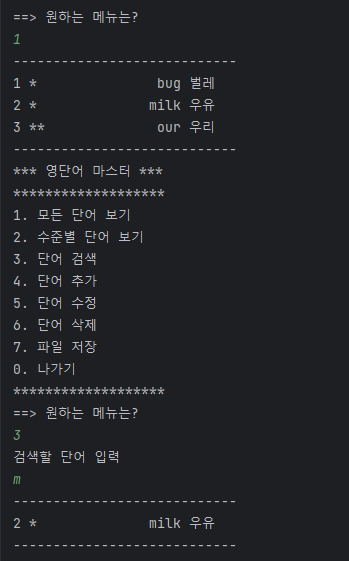 ==> 원하는 메뉴는?
1
----------------------------
1 *               bug 벌레
2 *              milk 우유
3 **              our 우리
----------------------------
*** 영단어 마스터 ***
*******************
1. 모든 단어 보기
2. 수준별 단어 보기
3. 단어 검색
4. 단어 추가
5. 단어 수정
6. 단어 삭제
7. 파일 저장
0. 나가기
*******************
==> 원하는 메뉴는?
3
검색할 단어 입력
m
----------------------------
2 *              milk 우유
----------------------------